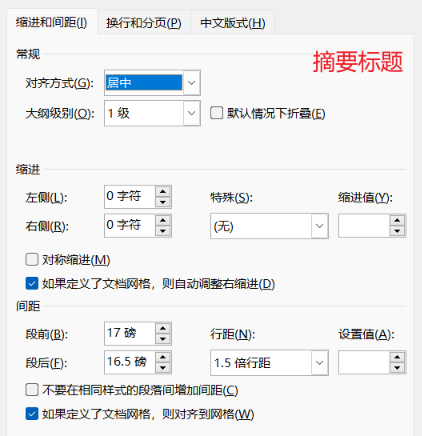 缩进和间距(I) 换行和分页(P) 中文版式(H)
常规
摘要标题
对齐方式(G): 居中
大纲级别(O): 1 级 默认情况下折叠(E)
缩进
左侧(L): 0 字符 特殊(S): 缩进值(Y):
右侧(R): 0 字符 (无)
对称缩进(M)
如果定义了文档网格，则自动调整右缩进(D)
间距
段前(B): 17 磅 行距(N): 设置值(A):
段后(F): 16.5 磅 1.5 倍行距
不要在相同样式的段落间增加间距(C)
如果定义了文档网格，则对齐到网格(W)